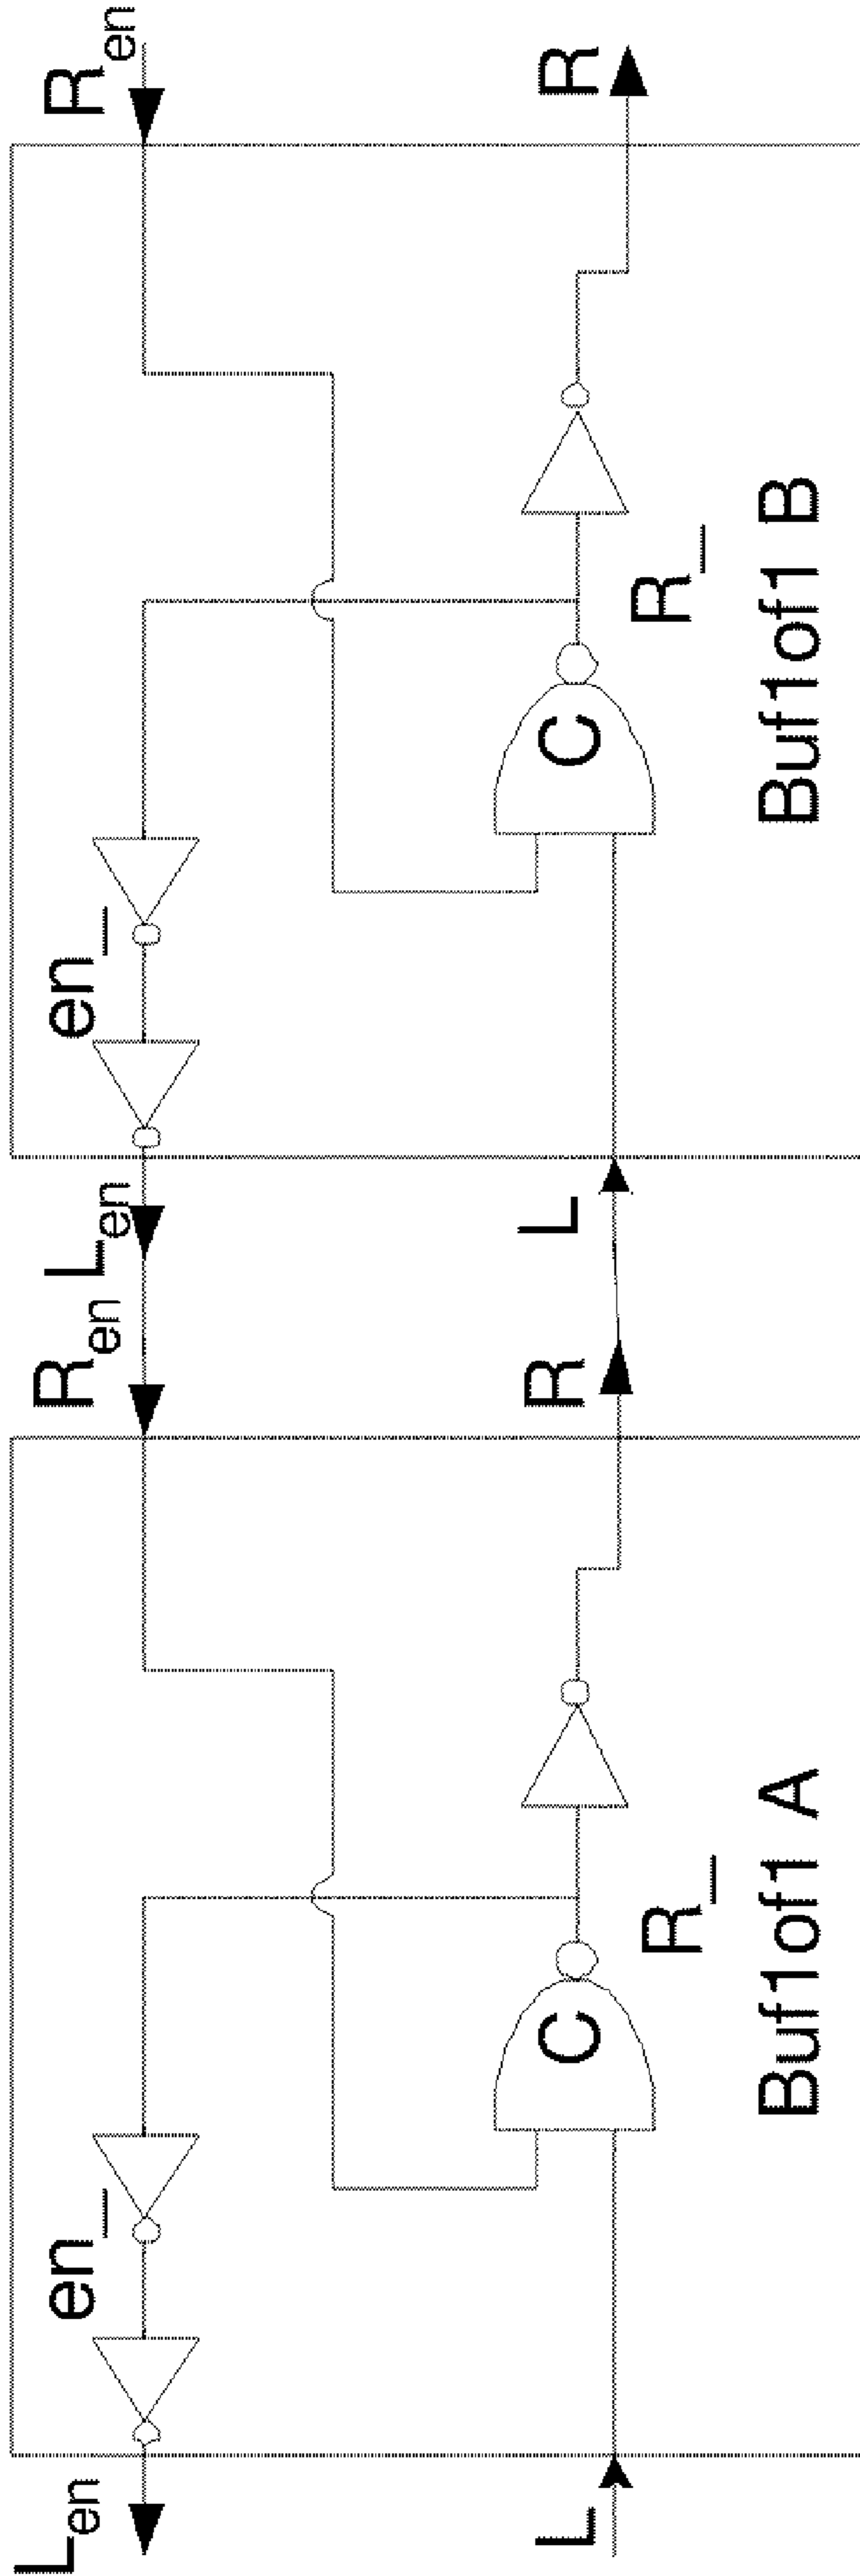 L_en
en_
R_en L_en
en_
R_en
C
C
L
R
L
R
R_
R_
Buf1of1 A
Buf1of1 B